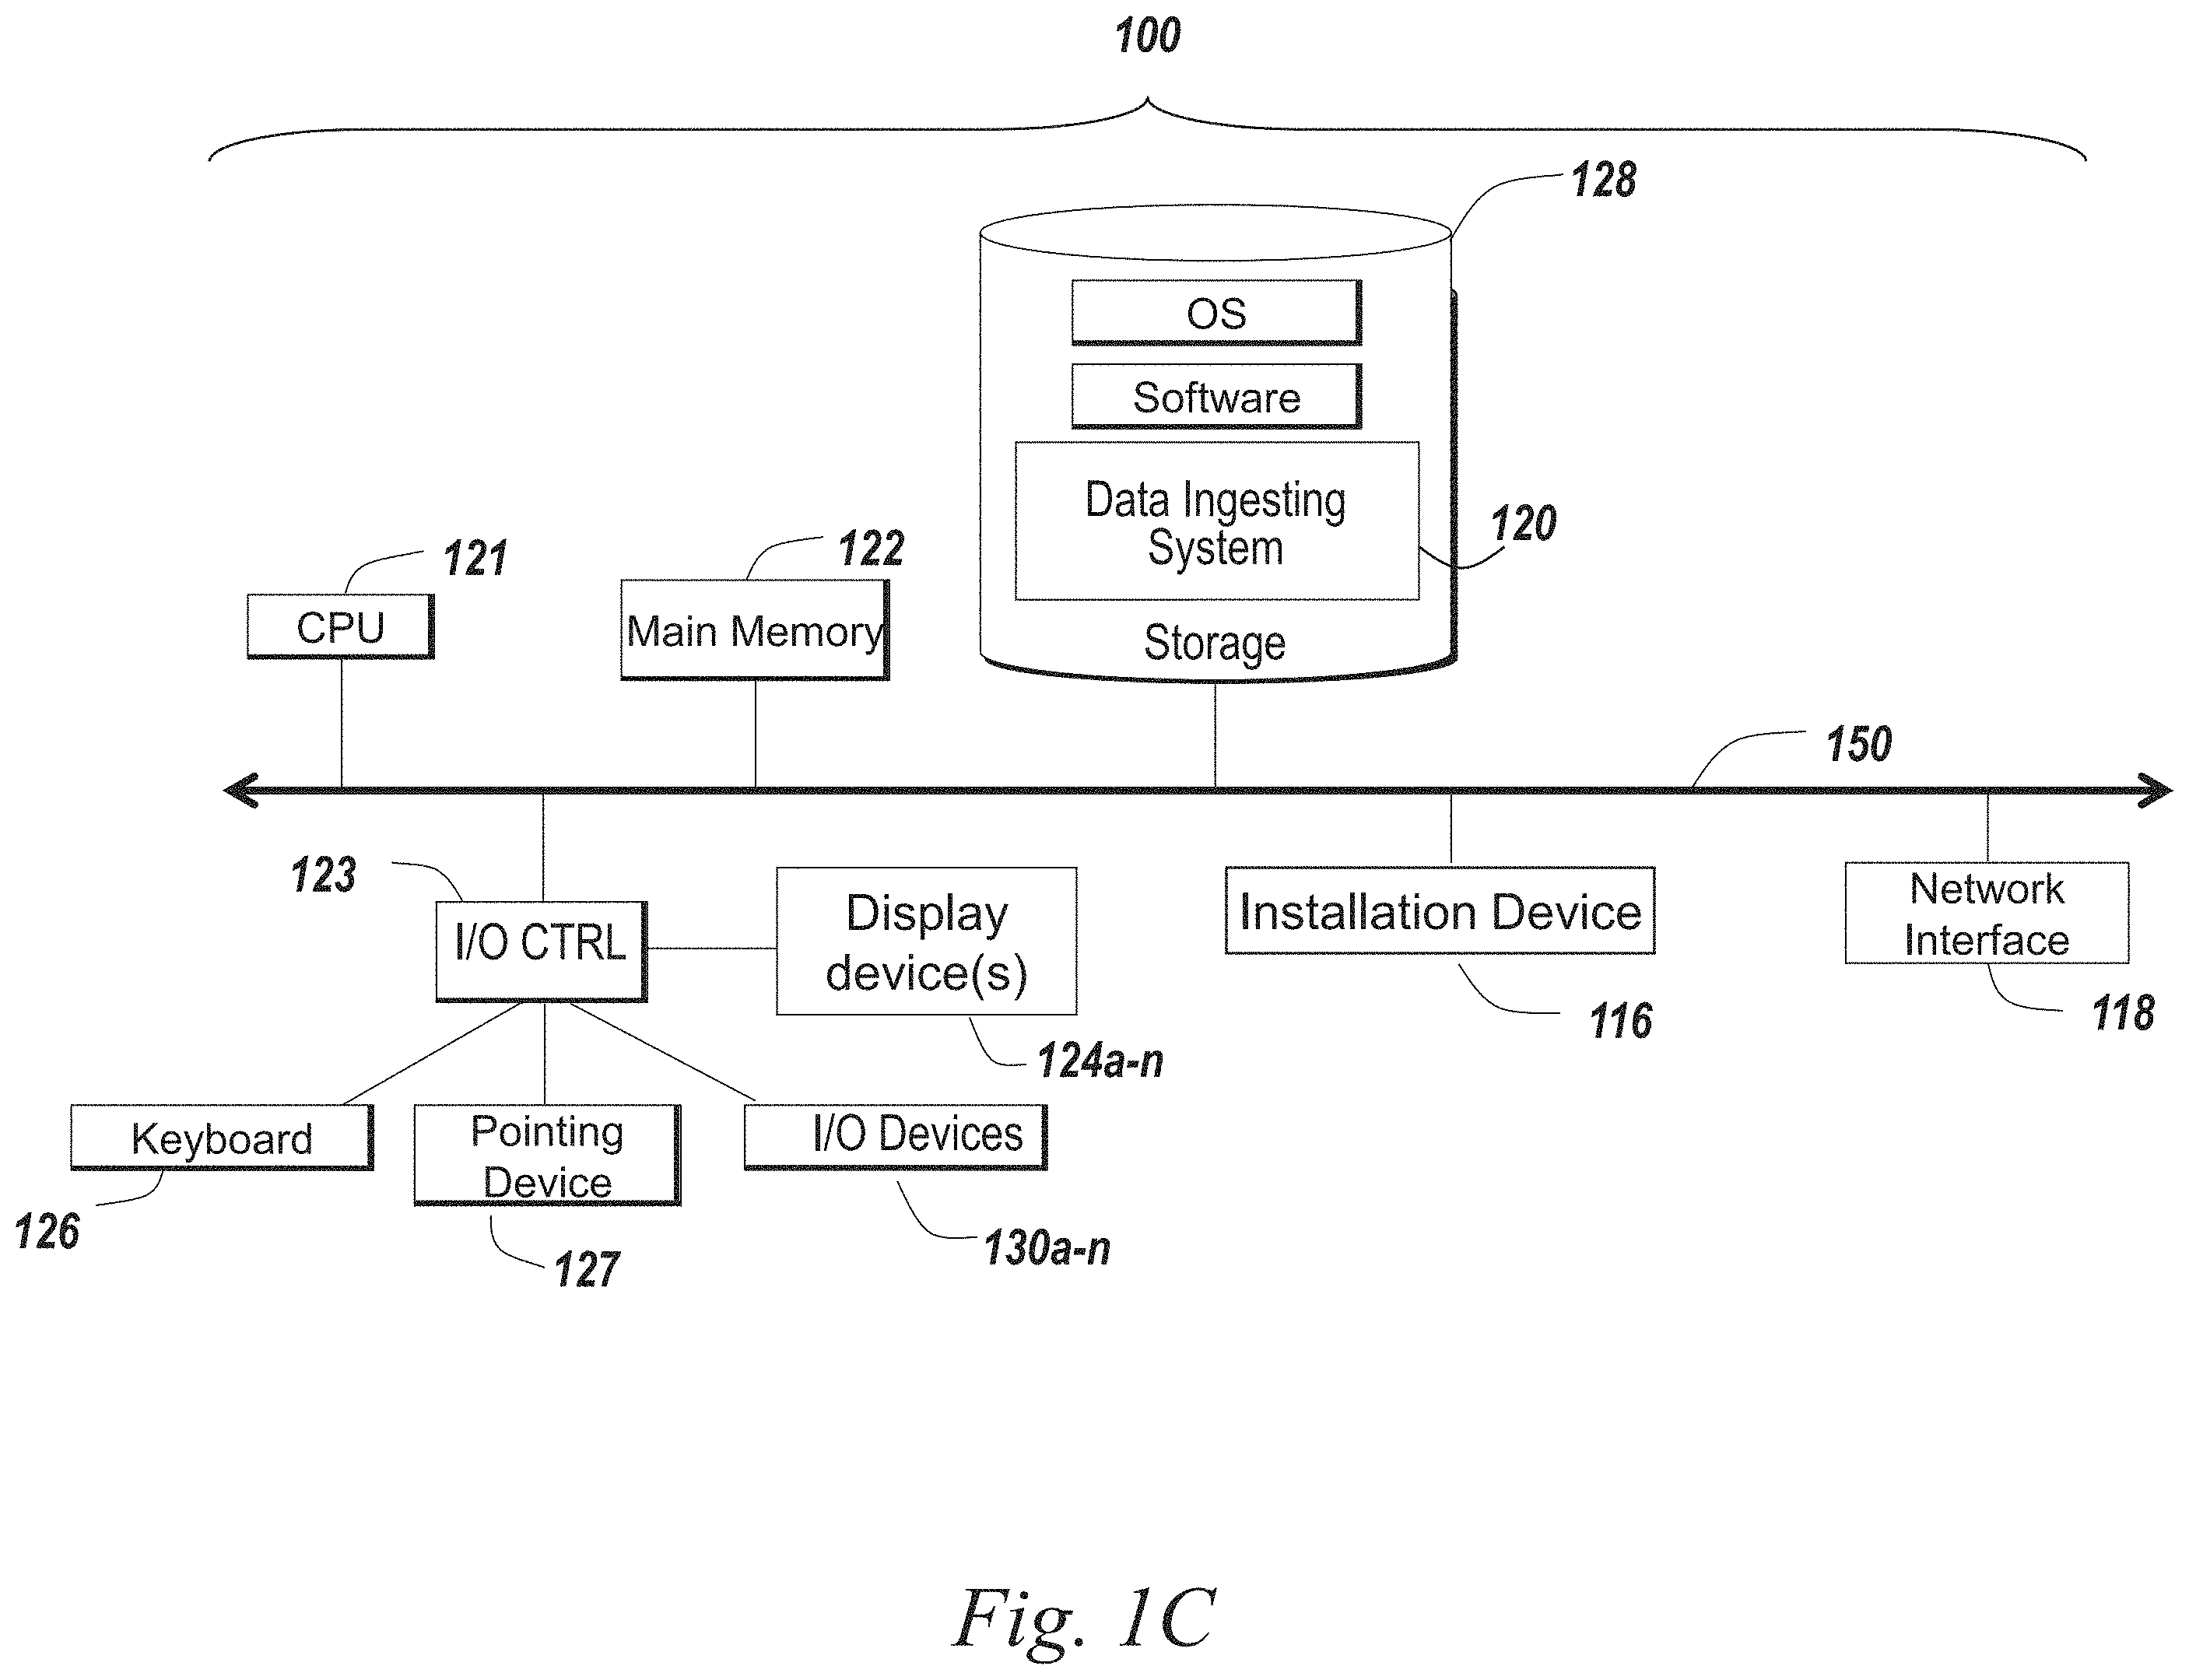 100
128
OS
Software
Data Ingesting
System
120
Storage
121
CPU
122
Main Memory
150
123
I/O CTRL
Display
device(s)
124a-n
Installation Device
116
Network
Interface
118
Keyboard
126
Pointing
Device
127
I/O Devices
130a-n
Fig. 1C